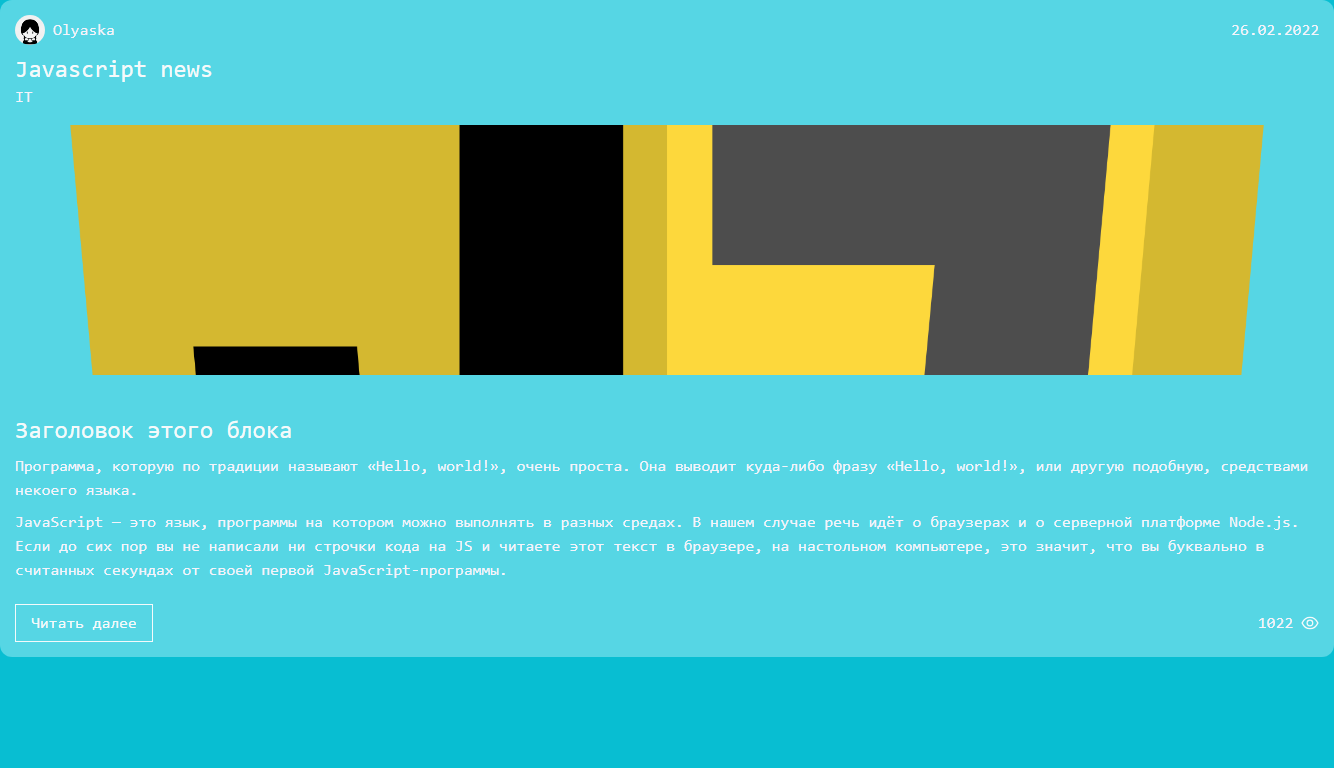 Olyaska
26.02.2022
Javascript news
IT
Заголовок этого блока
Программа, которую по традиции называют «Hello, world!», очень проста. Она выводит куда-либо фразу «Hello, world!», или другую подобную, средствами
некоего языка.
JavaScript — это язык, программы на котором можно выполнять в разных средах. В нашем случае речь идёт о браузерах и о серверной платформе Node.js.
Если до сих пор вы не написали ни строчки кода на JS и читаете этот текст в браузере, на настольном компьютере, это значит, что вы буквально в
считанных секундах от своей первой JavaScript-программы.
Читать далее
1022